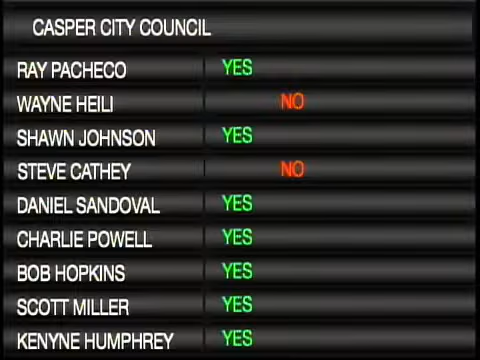 CASPER CITY COUNCIL
RAY PACHECO YES
WAYNE HEILI NO
SHAWN JOHNSON YES
STEVE CATHEY NO
DANIEL SANDOVAL YES
CHARLIE POWELL YES
BOB HOPKINS YES
SCOTT MILLER YES
KENYNE HUMPHREY YES